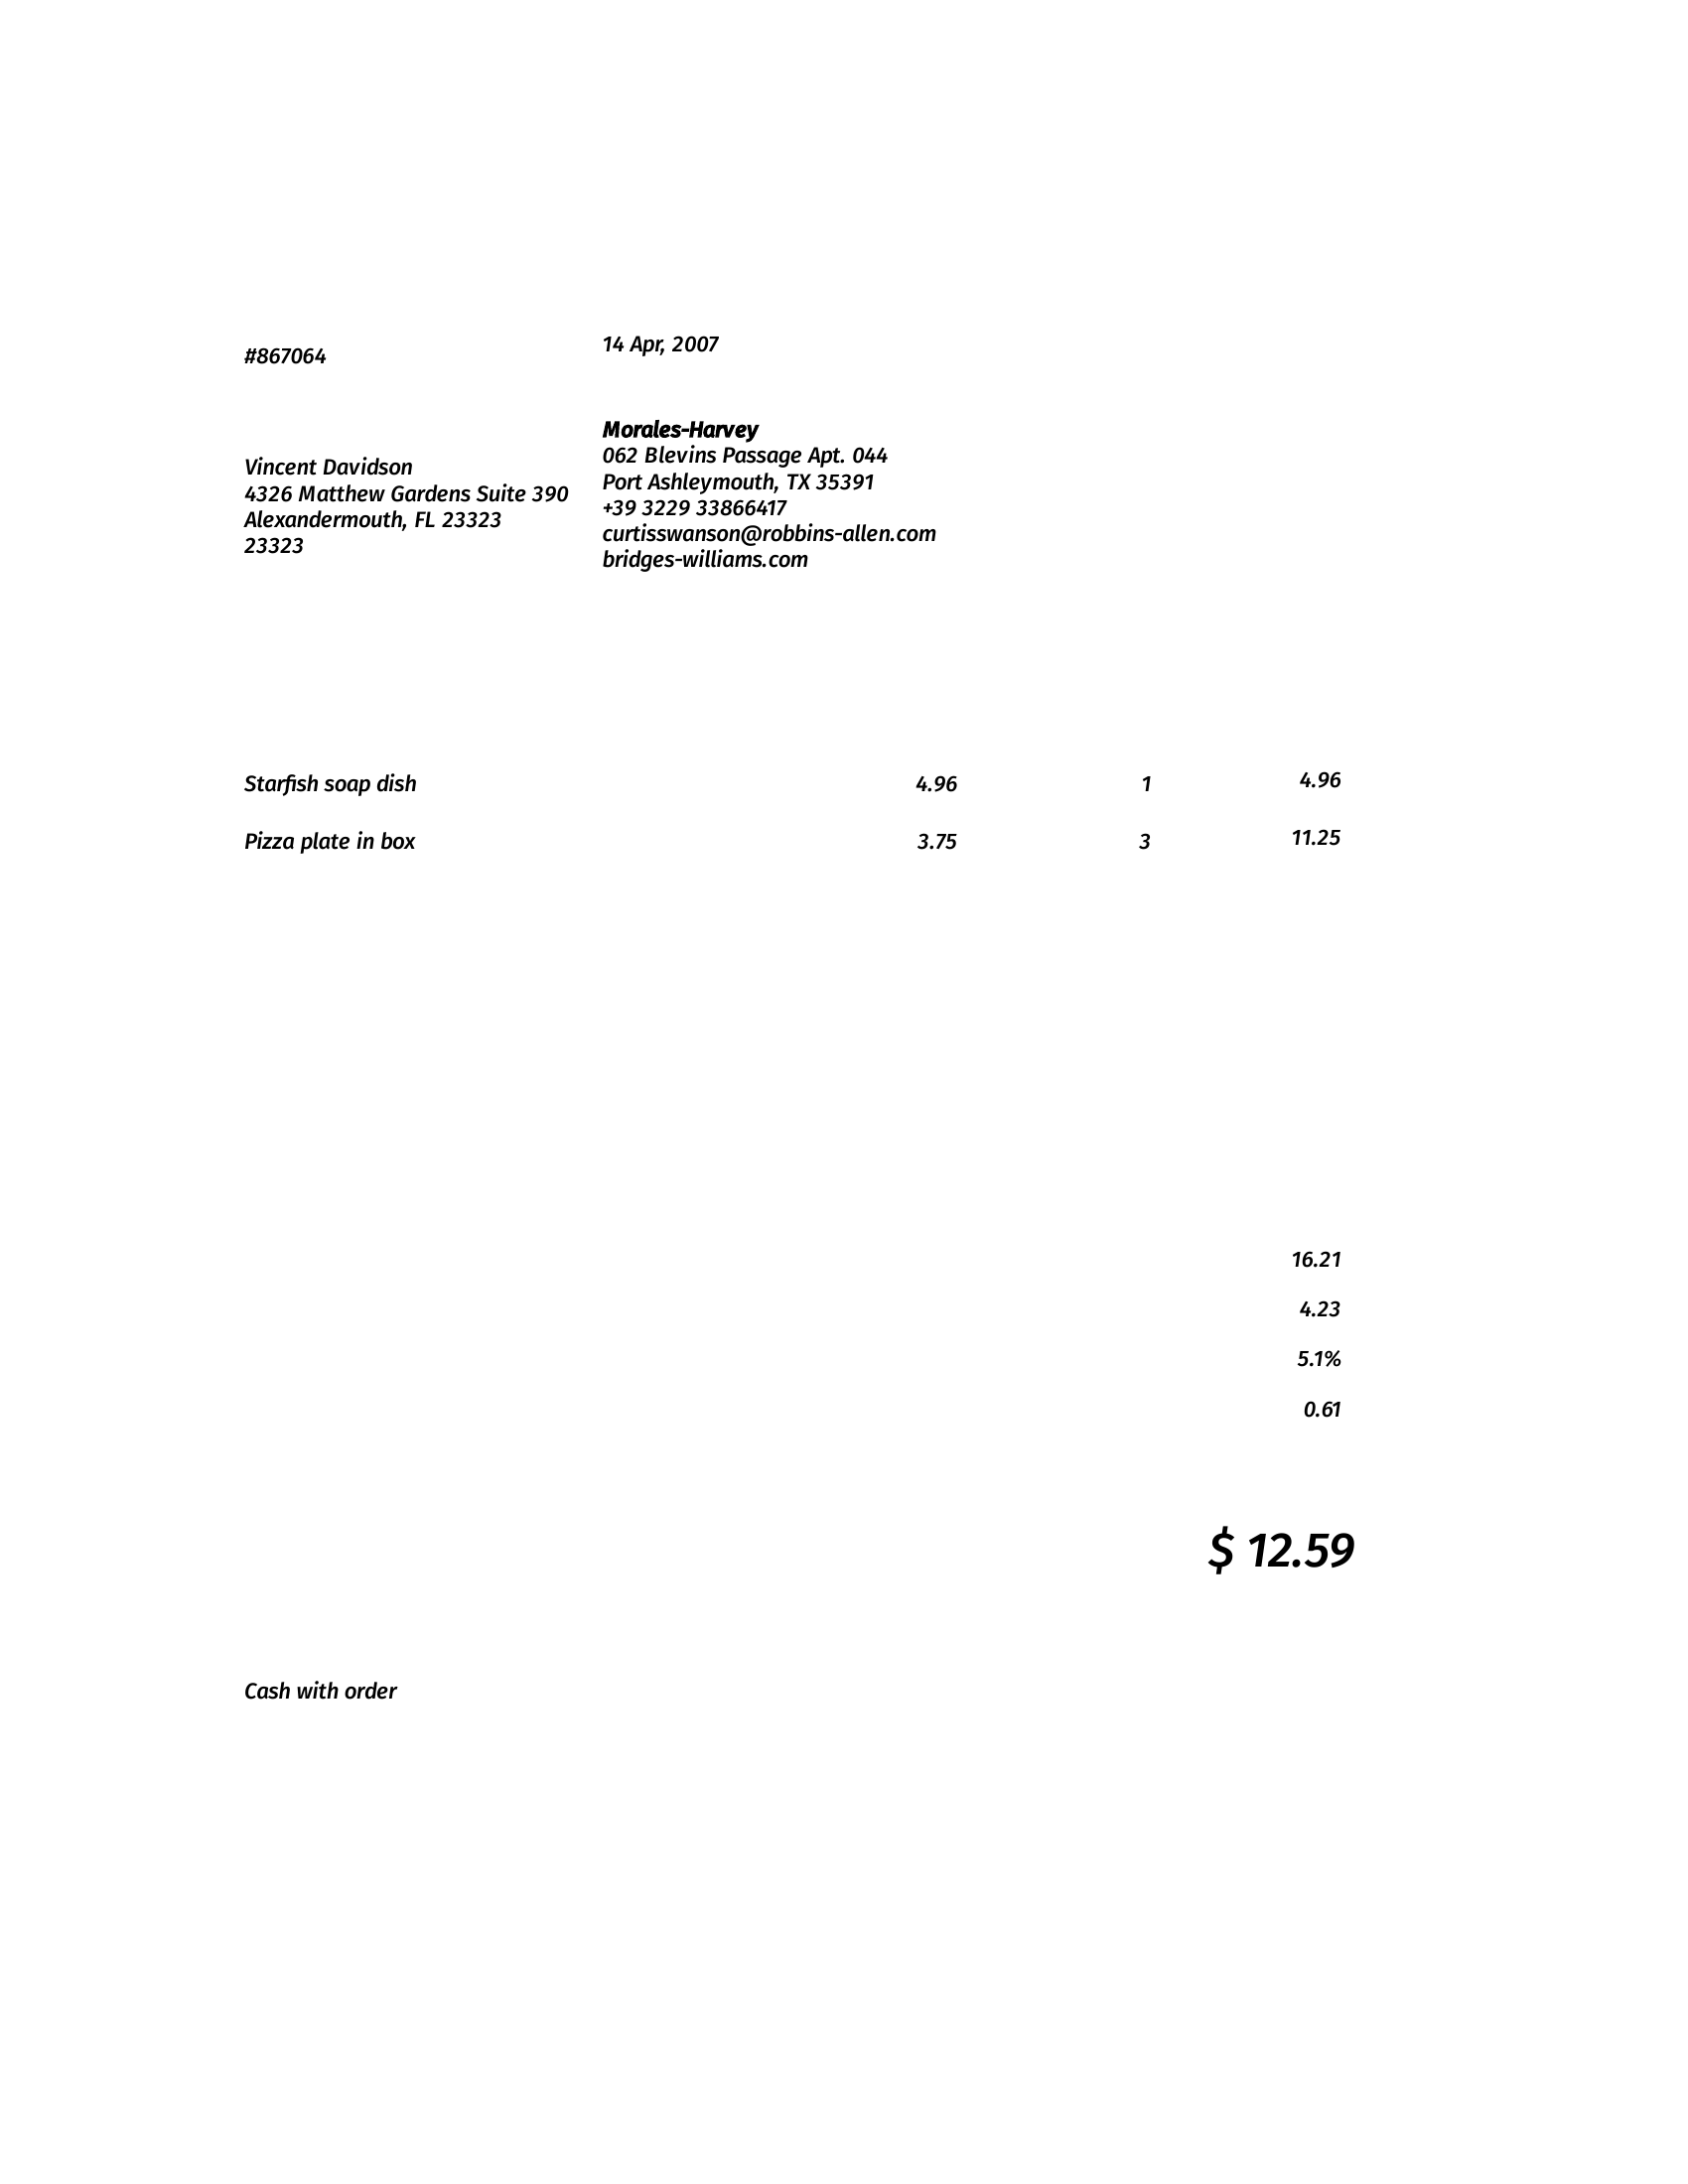 #867064
14 Apr, 2007
Vincent Davidson
4326 Matthew Gardens Suite 390
Alexandermouth, FL 23323
23323
Morales-Harvey
062 Blevins Passage Apt. 044
Port Ashleymouth, TX 35391
+39 3229 33866417
curtisswanson@robbins-allen.com
bridges-williams.com
Starfish soap dish 4.96 1 4.96
Pizza plate in box 3.75 3 11.25
16.21
4.23
5.1%
0.61
$ 12.59
Cash with order